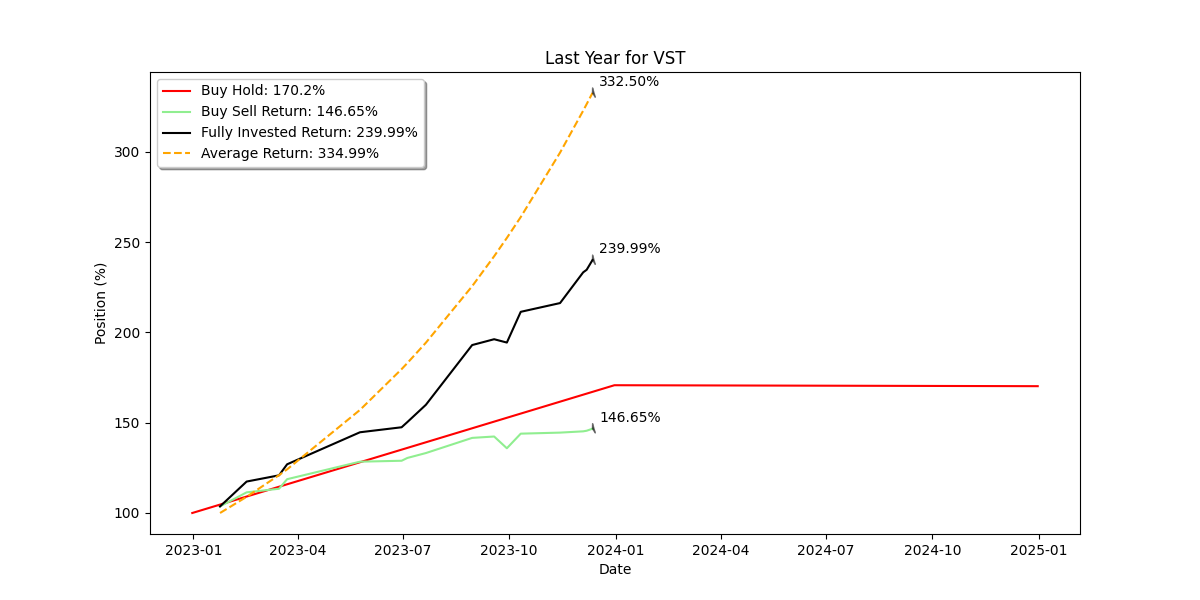 Last Year for VST
Buy Hold: 170.2%
Buy Sell Return: 146.65%
Fully Invested Return: 239.99%
Average Return: 334.99%
332.50%
239.99%
146.65%
Position (%)
300
250
200
150
100
2023-01 2023-04 2023-07 2023-10 2024-01 2024-04 2024-07 2024-10 2025-01
Date